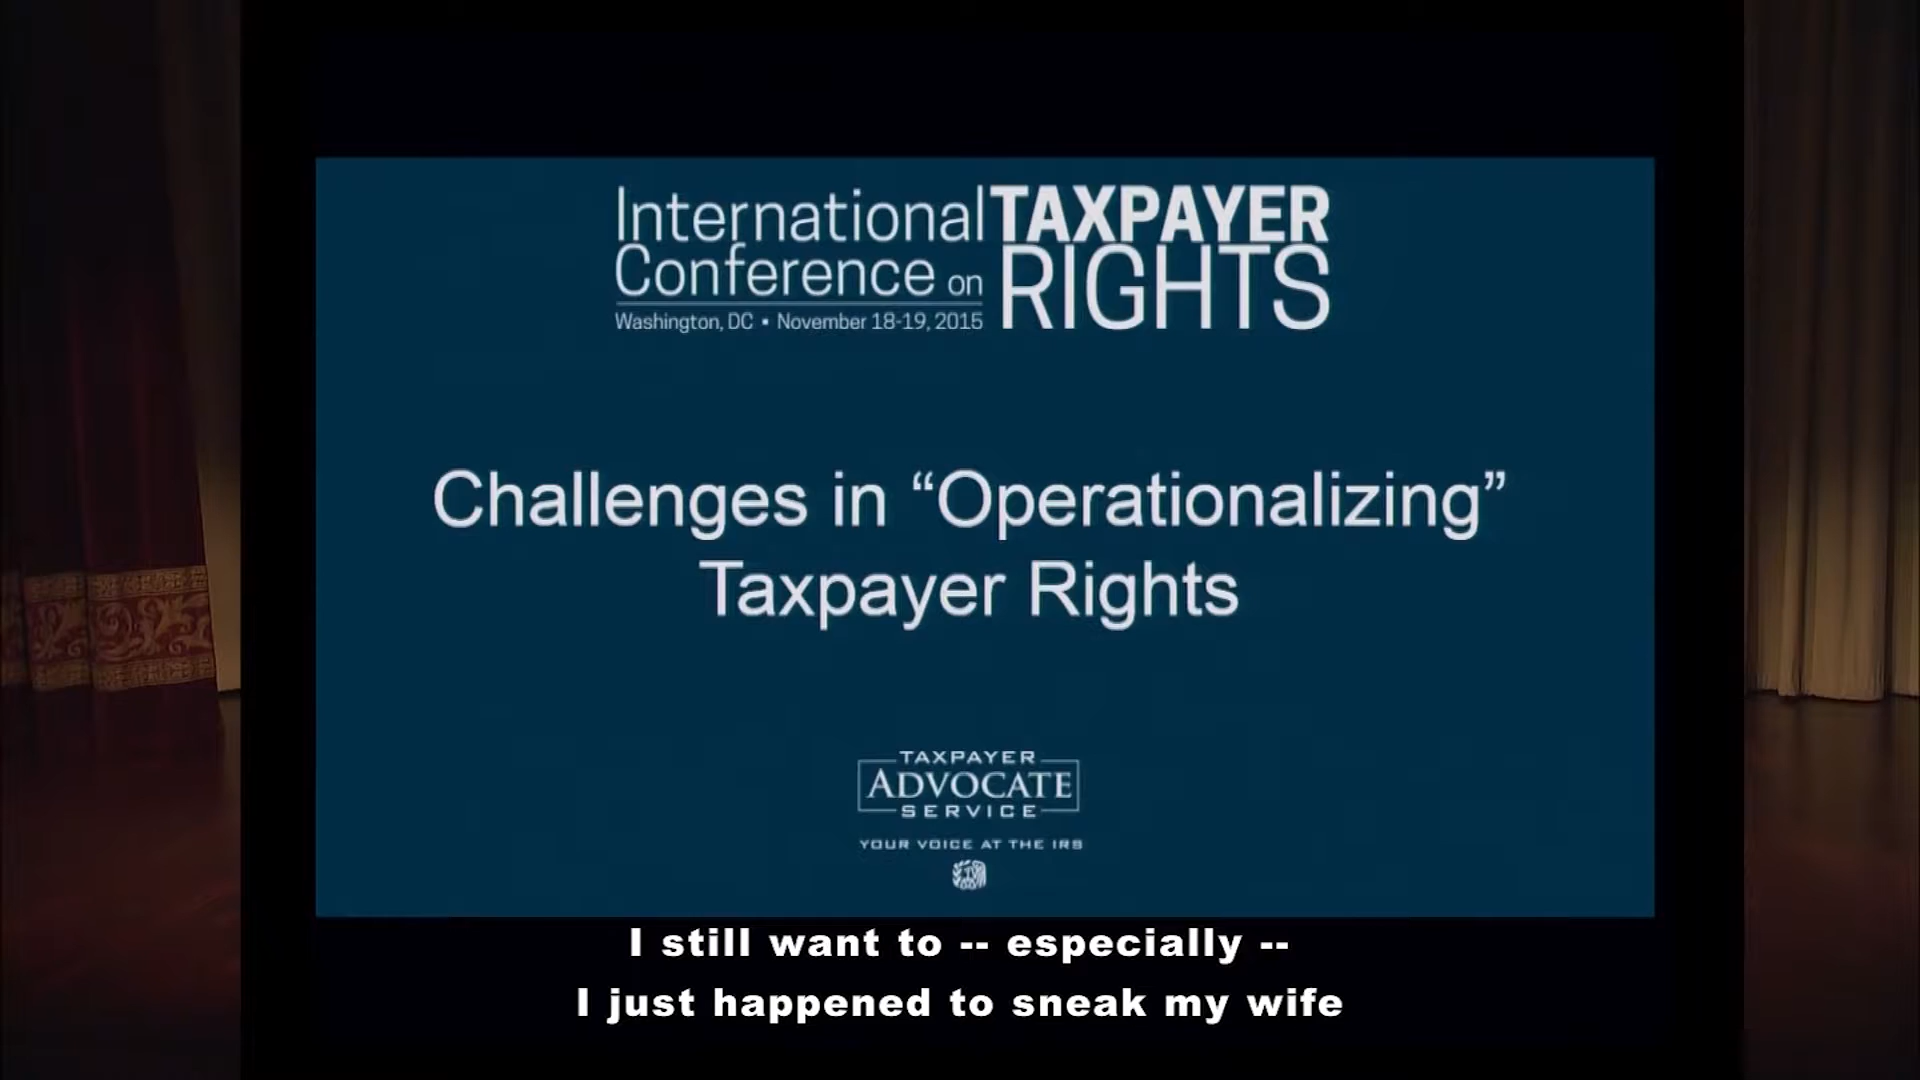 International TAXPAYER
Conference on RIGHTS
Washington, DC ▪ November 18-19, 2015
Challenges in “Operationalizing”
Taxpayer Rights
TAXPAYER
ADVOCATE
SERVICE
YOUR VOICE AT THE IRS
I still want to -- especially --
I just happened to sneak my wife